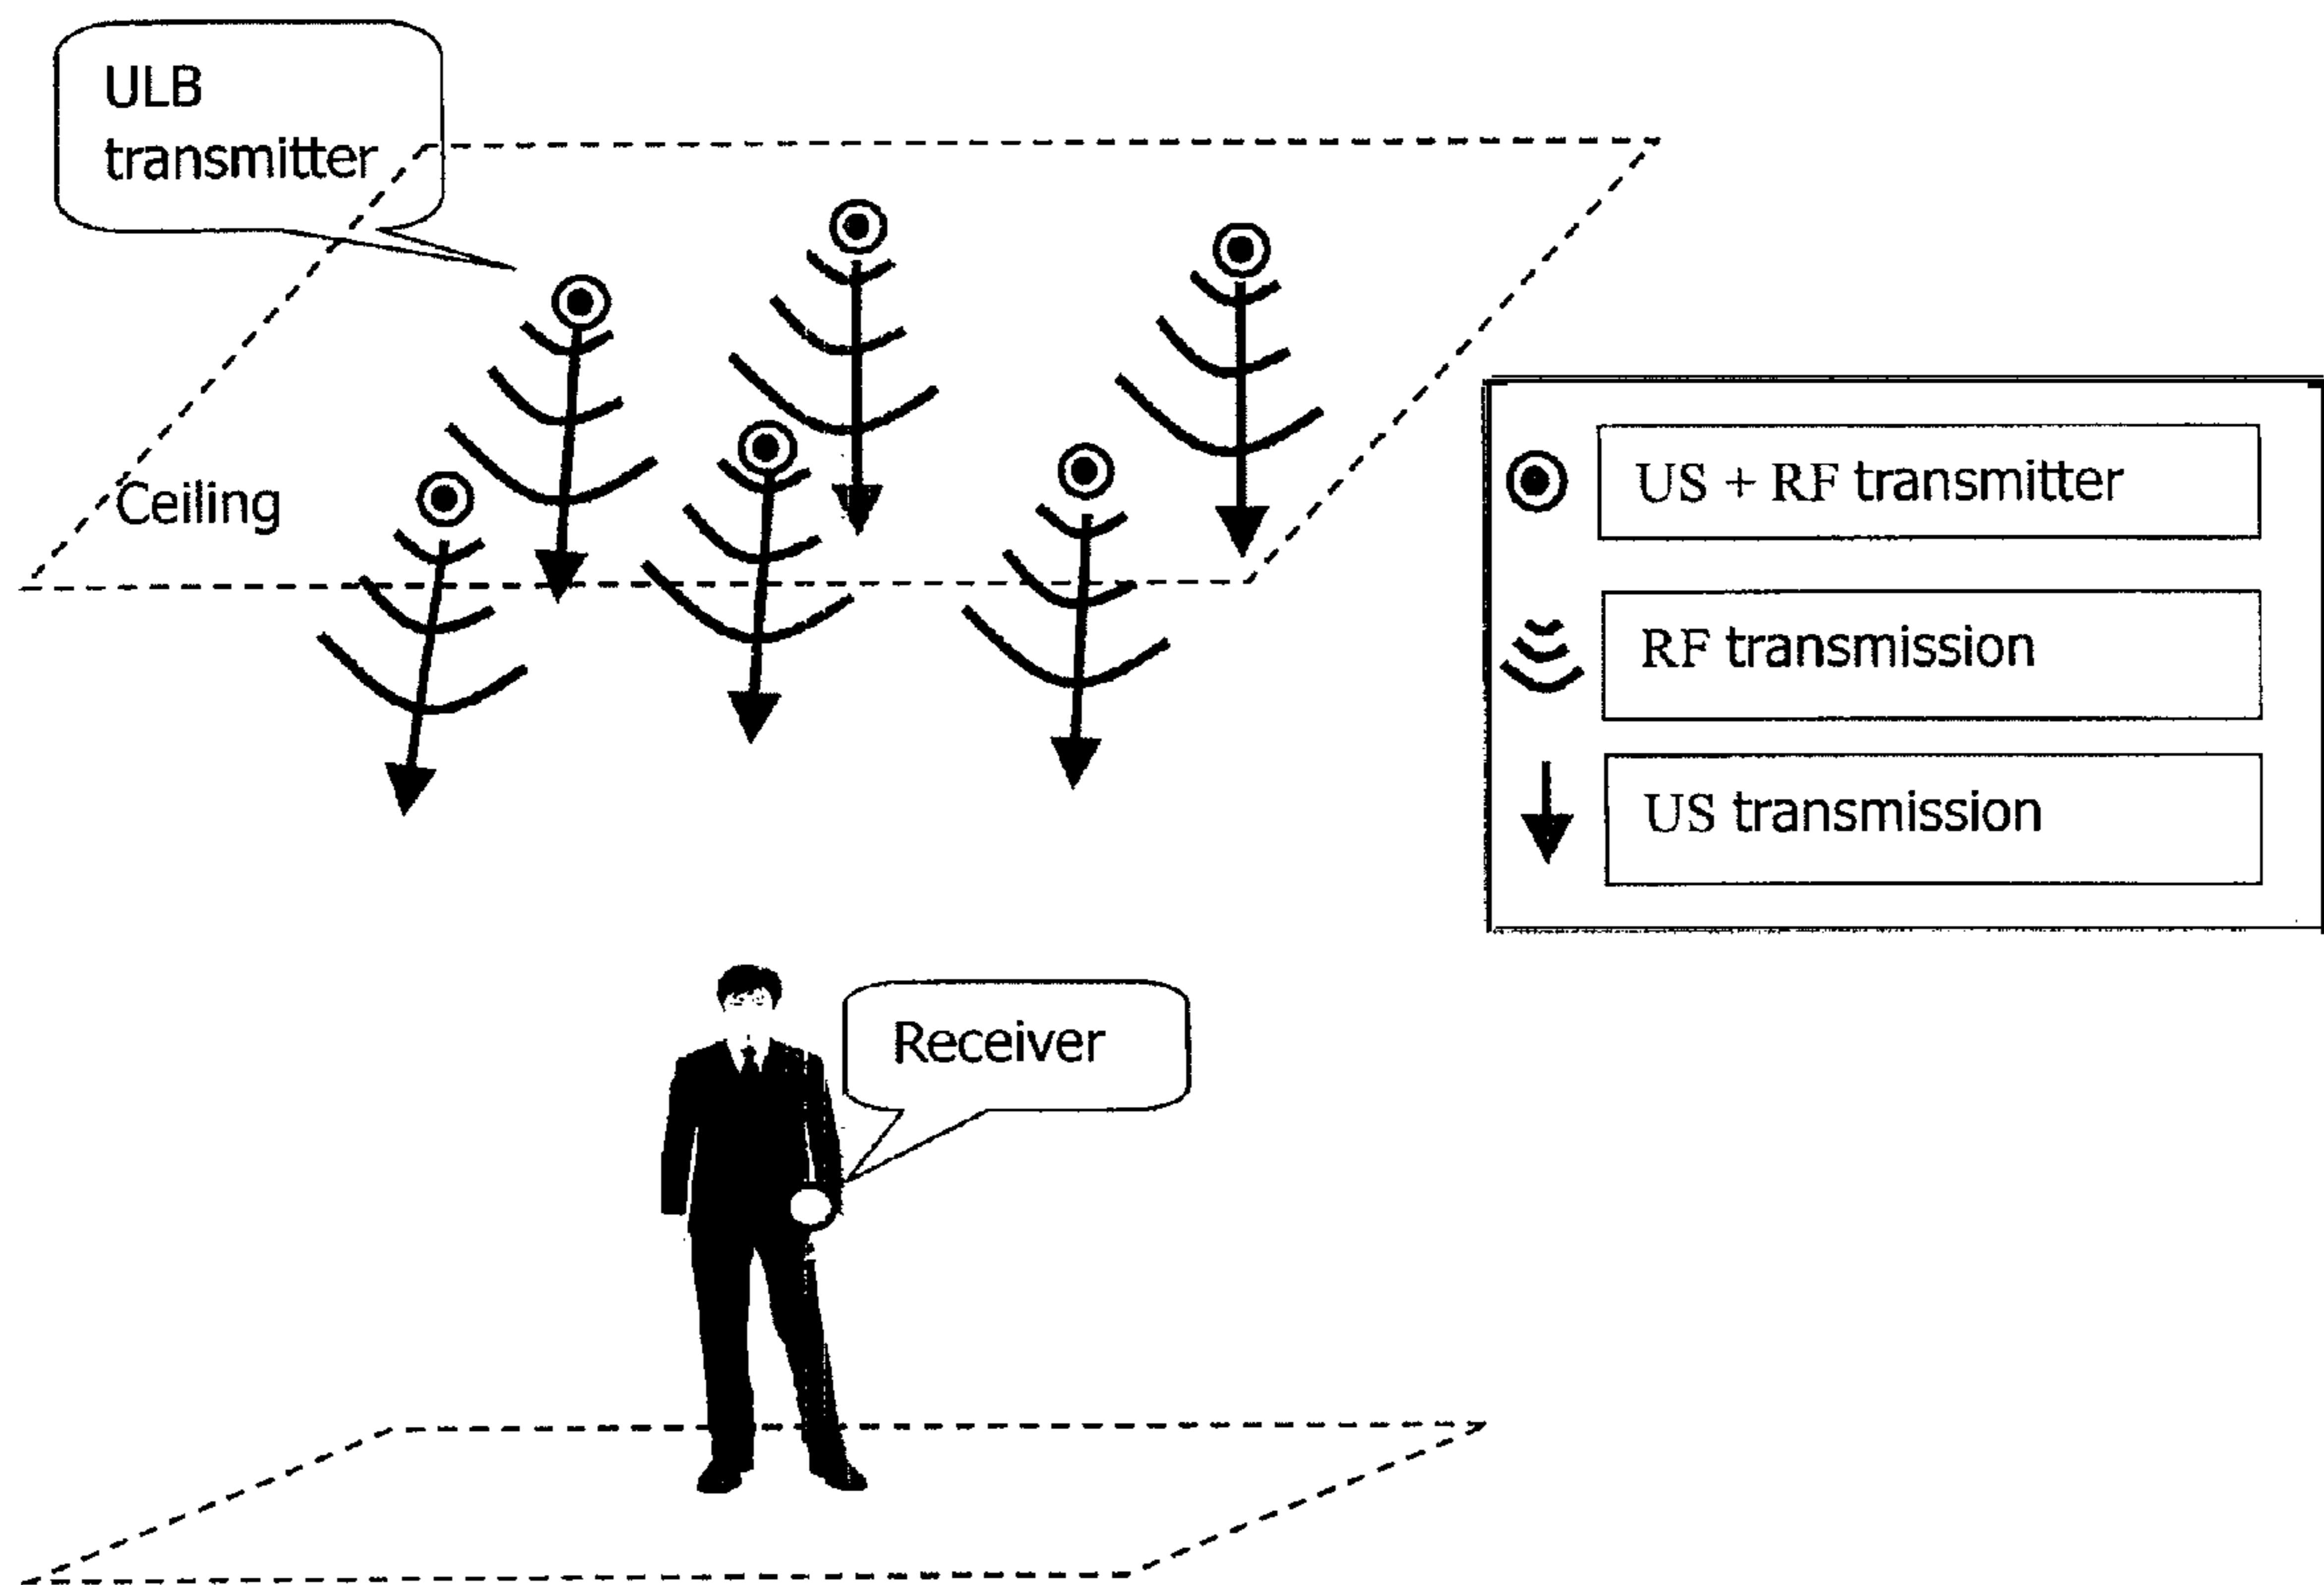 ULB
transmitter
Ceiling
US + RF transmitter
RF transmission
US transmission
Receiver